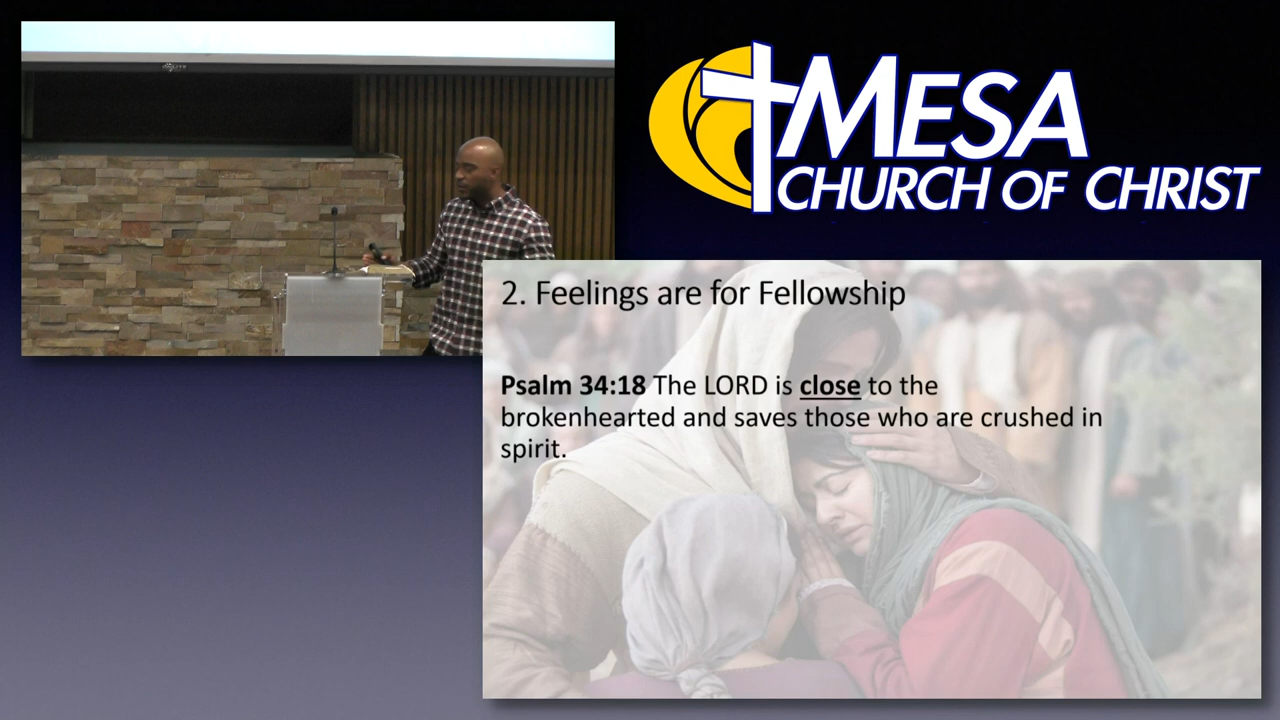 MESA
CHURCH OF CHRIST
2. Feelings are for Fellowship
Psalm 34:18 The LORD is close to the
brokenhearted and saves those who are crushed in
spirit.